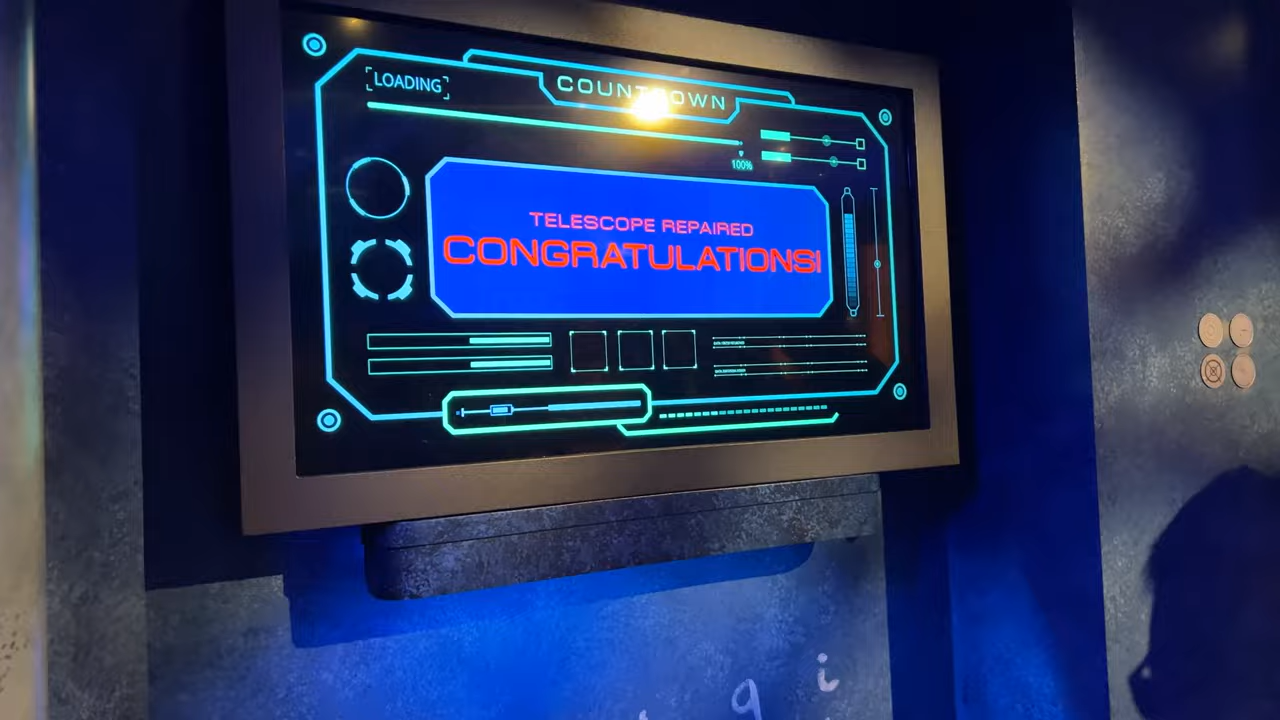 LOADING
COUNTDOWN
100%
TELESCOPE REPAIRED
CONGRATULATIONS!
q i